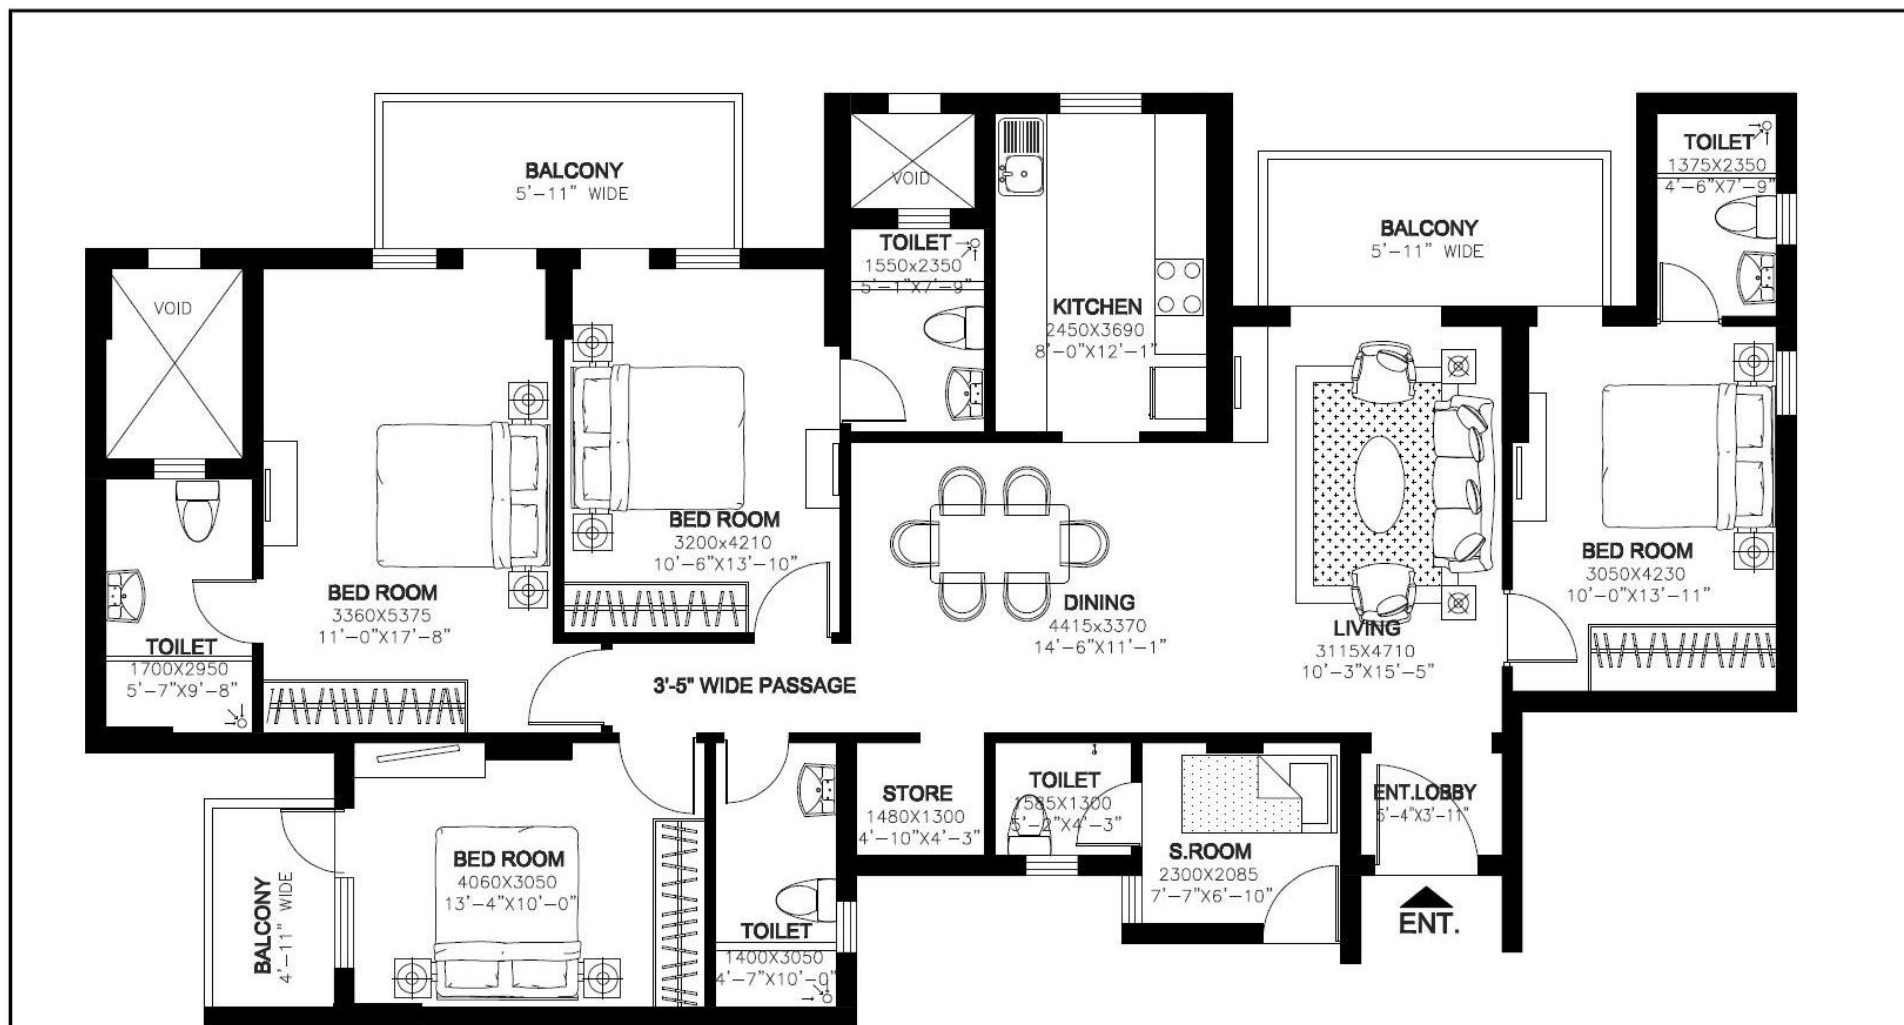 BALCONY
5'-11" WIDE
VOID
TOILET
1550x2350
5'-1"X7'-9"
KITCHEN
2450X3690
8'-0"X12'-1"
BALCONY
5'-11" WIDE
TOILET
1375X2350
4'-6"X7'-9"
VOID
BED ROOM
3360X5375
11'-0"X17'-8"
BED ROOM
3200x4210
10'-6"X13'-10"
DINING
4415x3370
14'-6"X11'-1"
LIVING
3115X4710
10'-3"X15'-5"
BED ROOM
3050X4230
10'-0"X13'-11"
TOILET
1700X2950
5'-7"X9'-8"
3'-5" WIDE PASSAGE
BALCONY
4'-11" WIDE
BED ROOM
4060X3050
13'-4"X10'-0"
TOILET
1400X3050
4'-7"X10'-0"
STORE
1480X1300
4'-10"X4'-3"
TOILET
1585X1300
5'-2"X4'-3"
S.ROOM
2300X2085
7'-7"X6'-10"
ENT.LOBBY
5'-4"X3'-11"
ENT.